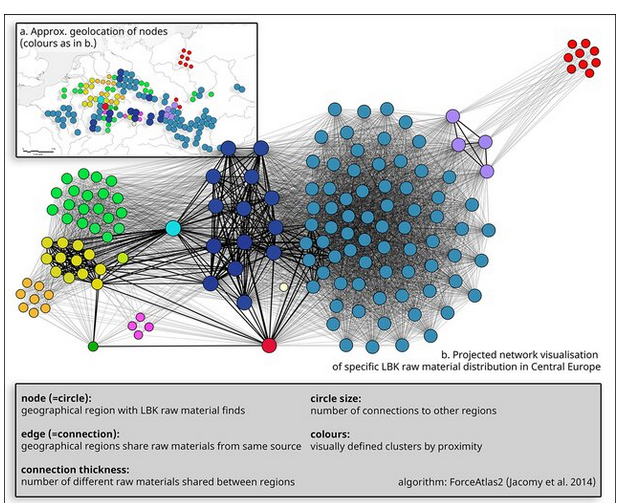 a. Approx. geolocation of nodes
(colours as in b.)
b. Projected network visualisation
of specific LBK raw material distribution in Central Europe
node (=circle):
geographical region with LBK raw material finds
edge (=connection):
geographical regions share raw materials from same source
connection thickness:
number of different raw materials shared between regions
circle size:
number of connections to other regions
colours:
visually defined clusters by proximity
algorithm: ForceAtlas2 (Jacomy et al. 2014)